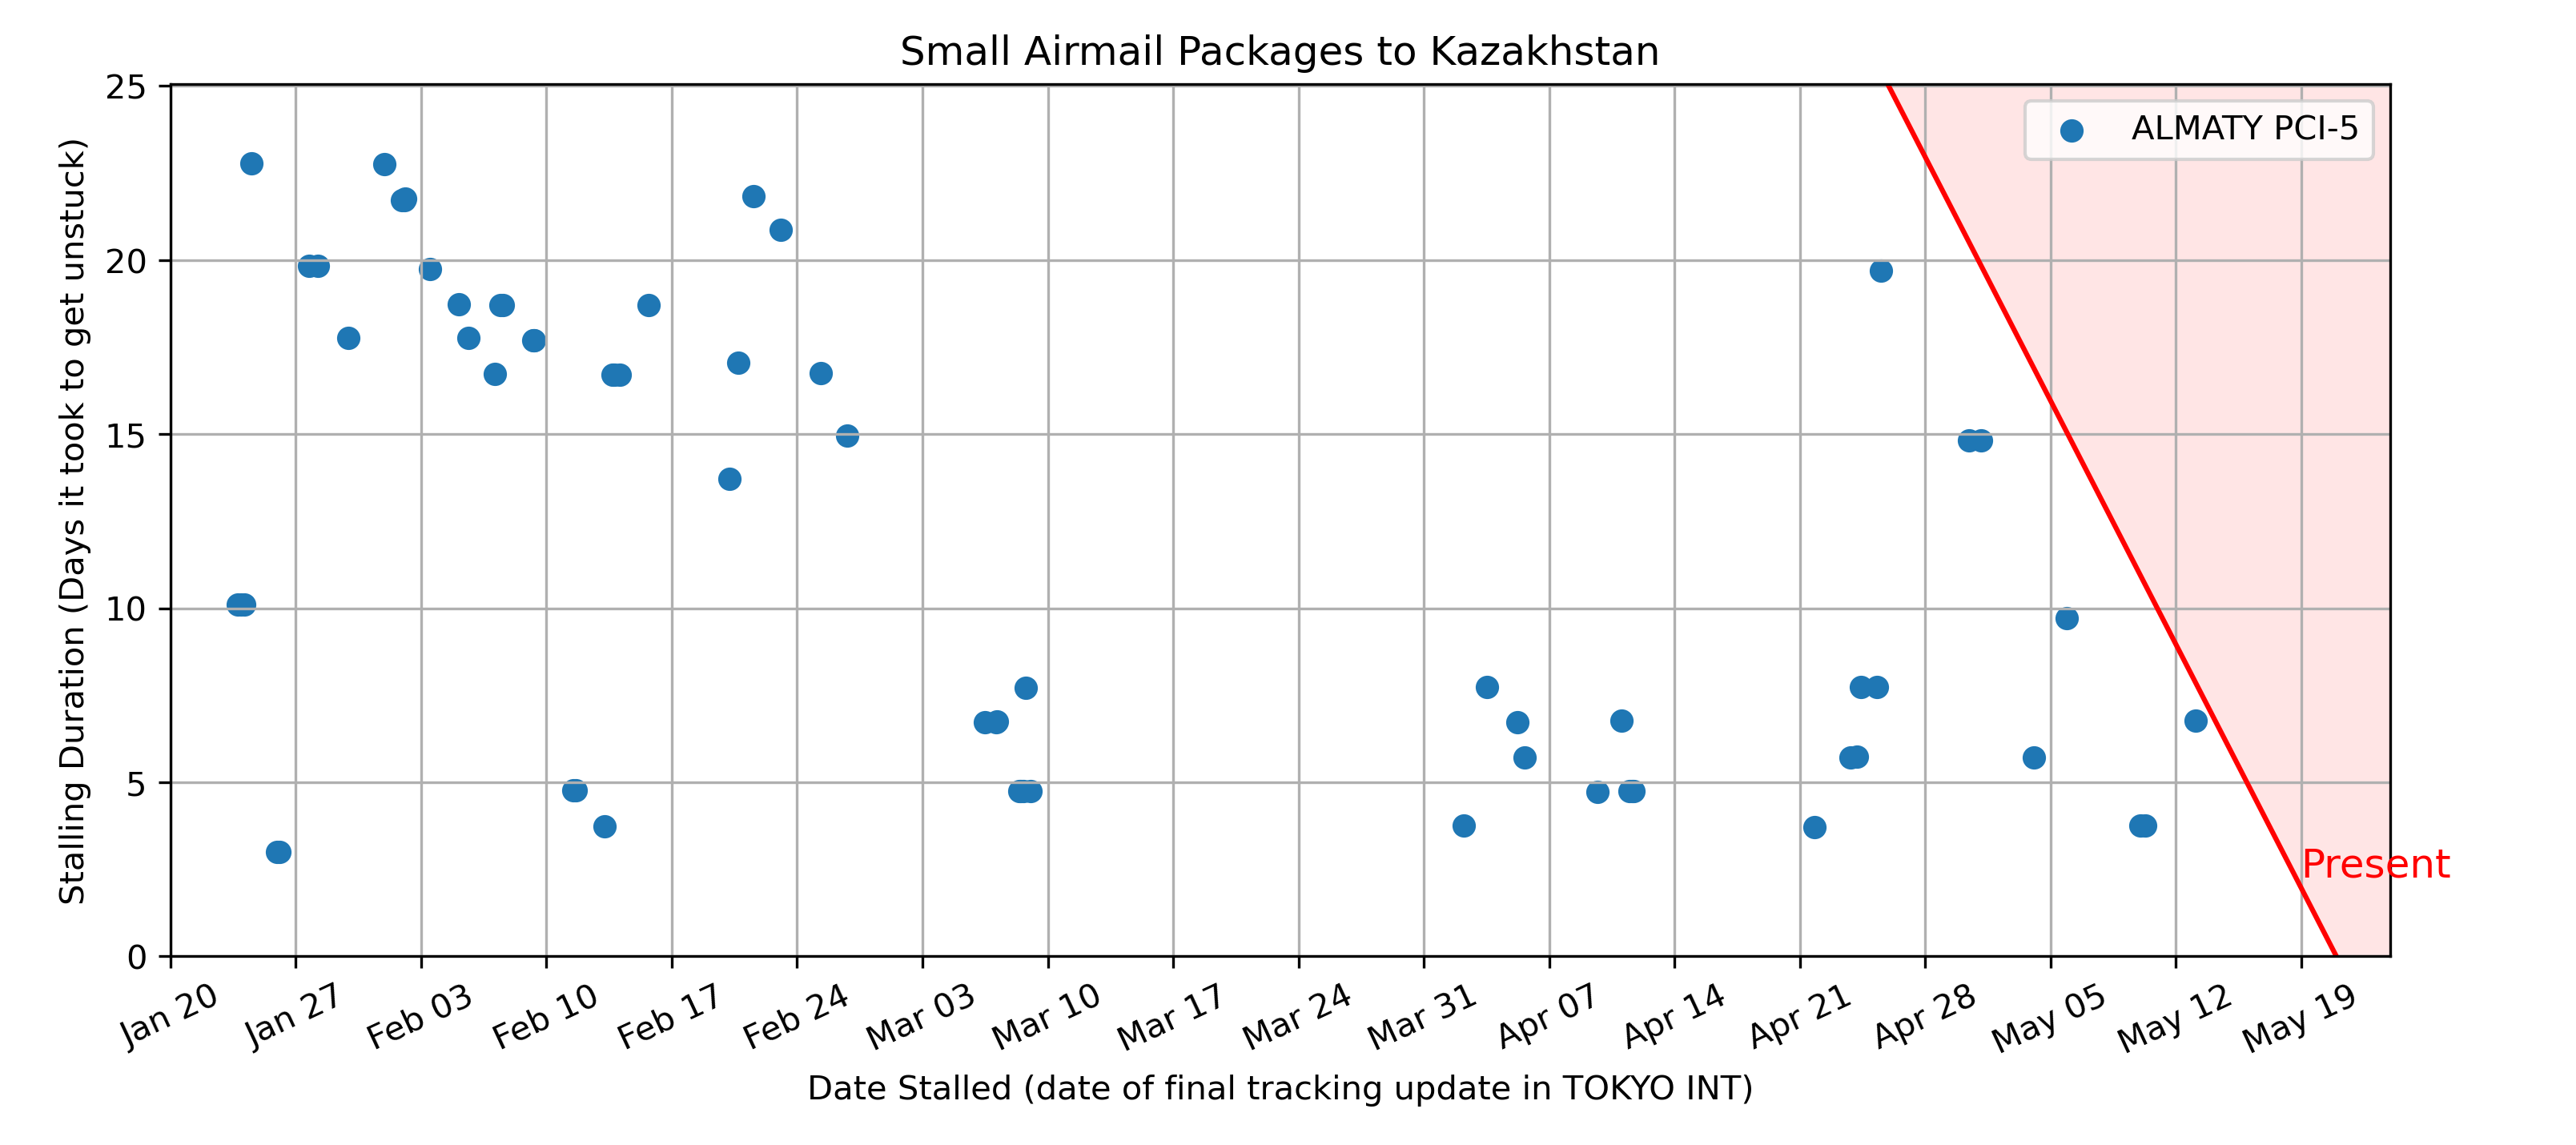 Small Airmail Packages to Kazakhstan
Stalling Duration (Days it took to get unstuck)
25
20
15
10
5
0
ALMATY PCI-5
Present
Jan 20
Jan 27
Feb 03
Feb 10
Feb 17
Feb 24
Mar 03
Mar 10
Mar 17
Mar 24
Mar 31
Apr 07
Apr 14
Apr 21
Apr 28
May 05
May 12
May 19
Date Stalled (date of final tracking update in TOKYO INT)